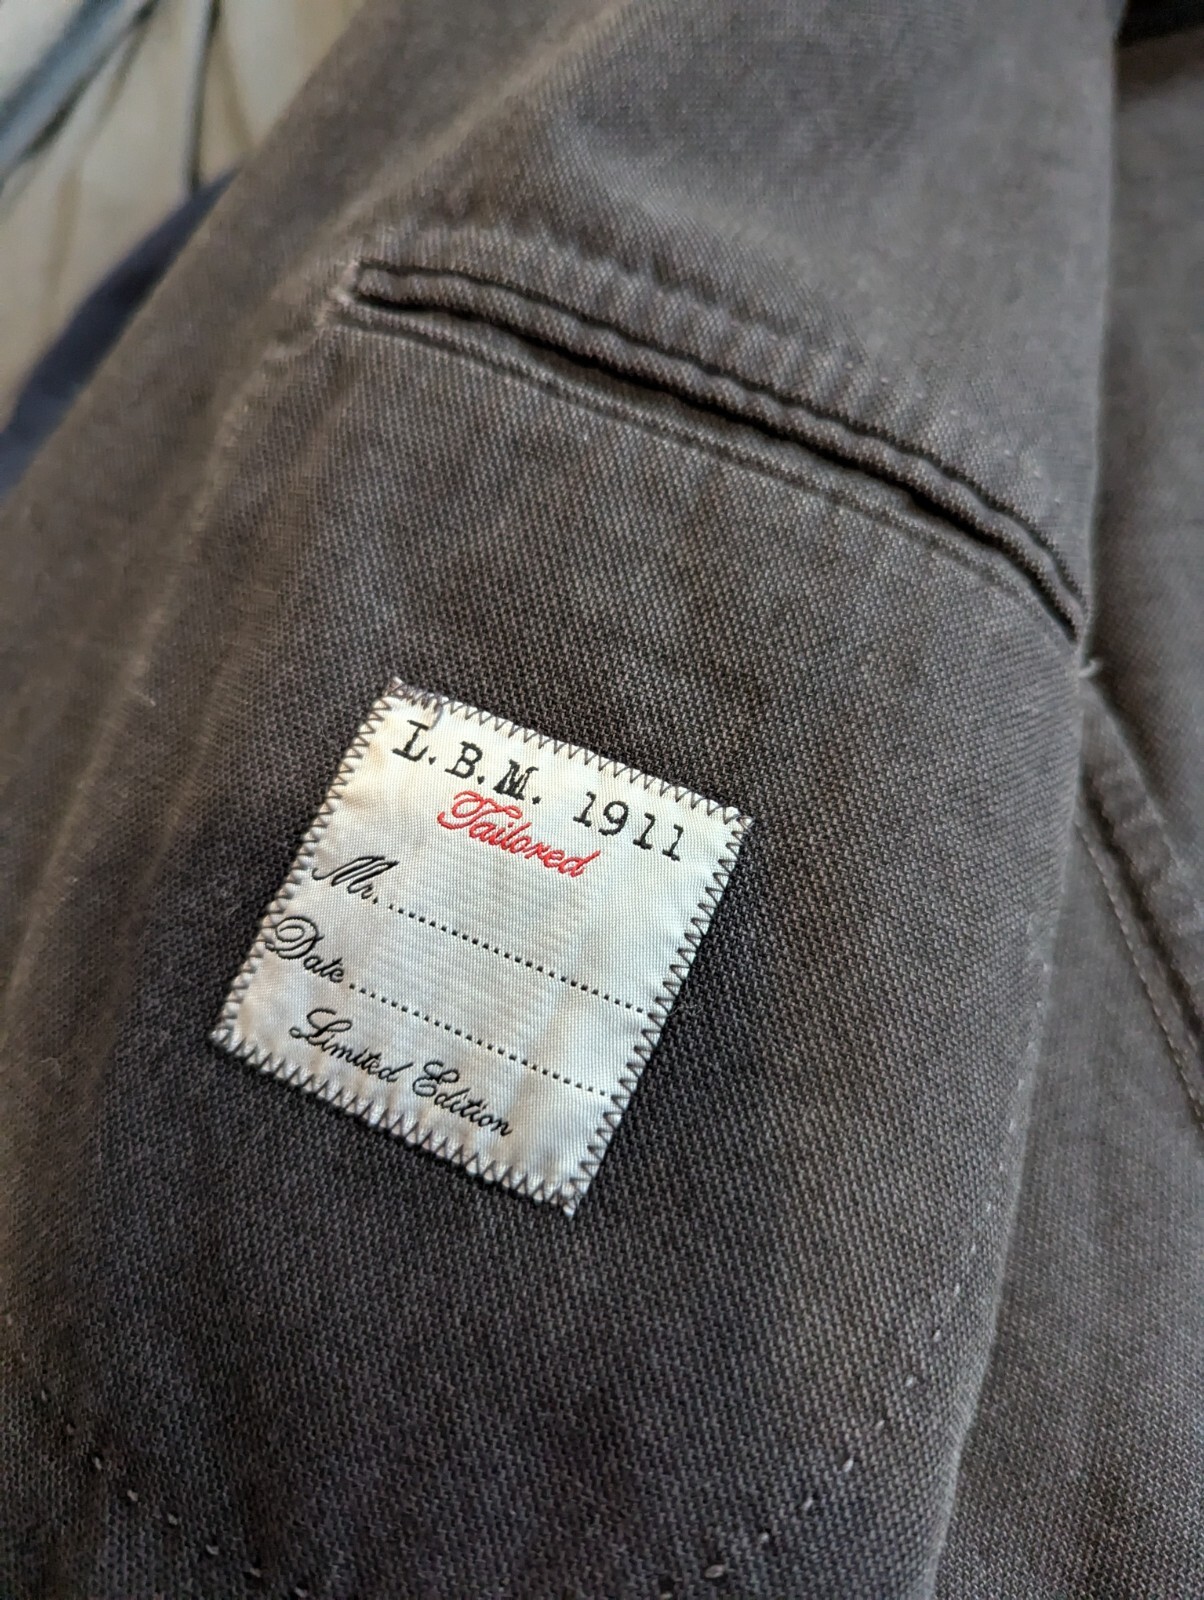 L.B.M. 1911
Tailored
Mr. ..............................
Date ..............................
Limited Edition